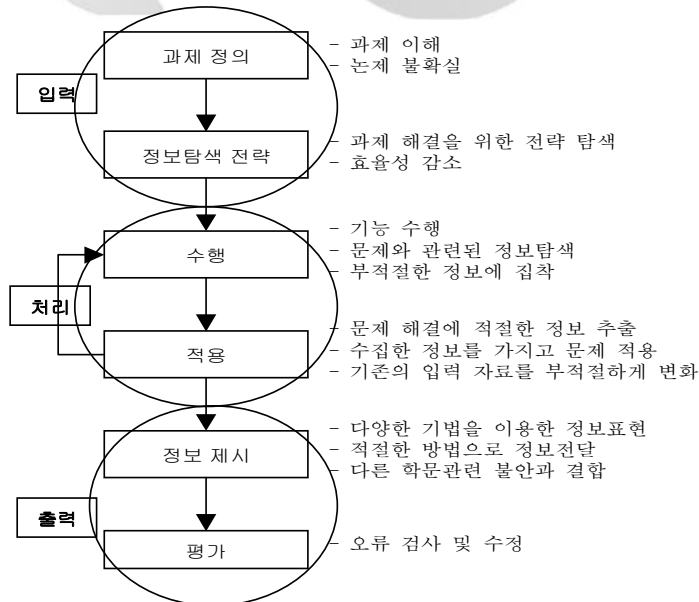 과제 정의
- 과제 이해
- 논제 불확실
입력
정보탐색 전략
- 과제 해결을 위한 전략 탐색
- 효율성 감소
수행
- 기능 수행
- 문제와 관련된 정보탐색
- 부적절한 정보에 집착
처리
적용
- 문제 해결에 적절한 정보 추출
- 수집한 정보를 가지고 문제 적용
- 기존의 입력 자료를 부적절하게 변화
정보 제시
- 다양한 기법을 이용한 정보표현
- 적절한 방법으로 정보전달
- 다른 학문관련 불안과 결합
출력
평가
- 오류 검사 및 수정